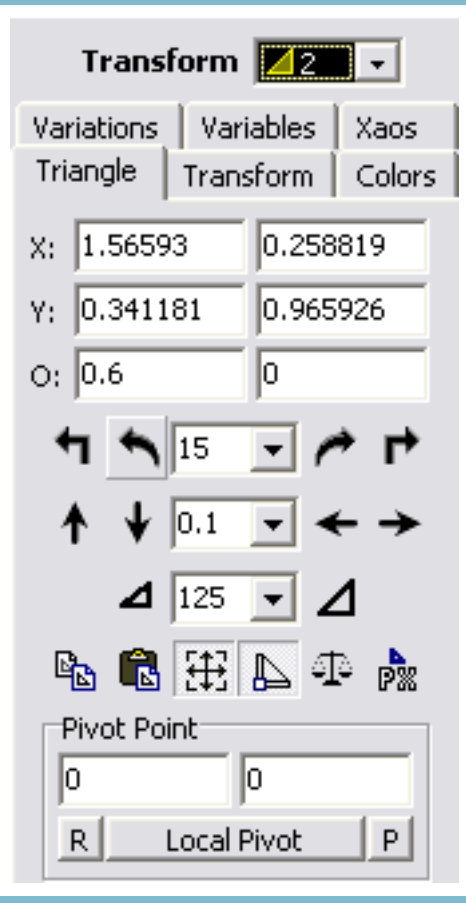 Transform 2
Variations Variables Xaos
Triangle Transform Colors
X: 1.56593 0.258819
Y: 0.341181 0.965926
O: 0.6 0
15
0.1
125
P%
Pivot Point
0 0
R Local Pivot P